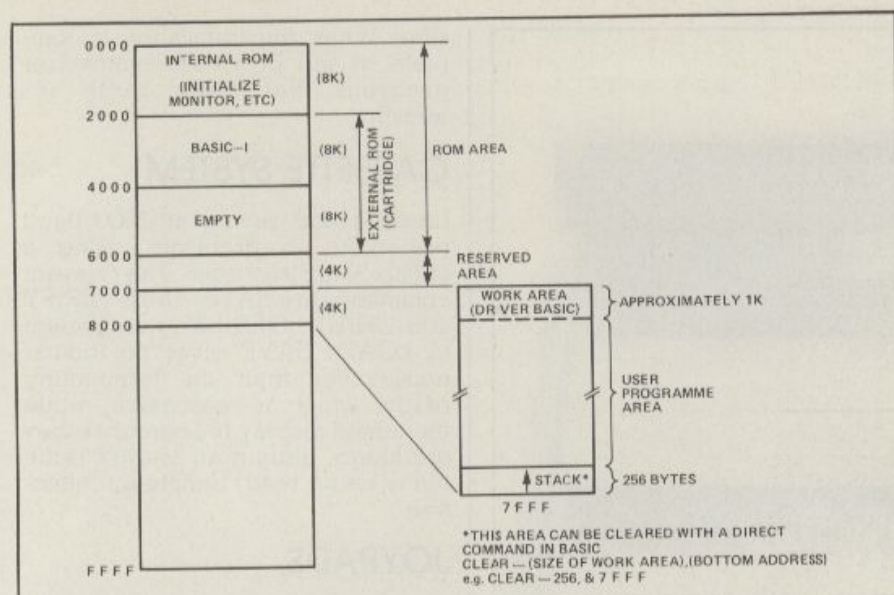 0000
INTERNAL ROM
(INITIALIZE
MONITOR, ETC)
(8K)
2000
BASIC-I
(8K)
EXTERNAL ROM
(CARTRIDGE)
ROM AREA
4000
EMPTY
(8K)
6000
(4K)
RESERVED
AREA
7000
(4K)
8000
FFFF
WORK AREA
(DR VER BASIC)
APPROXIMATELY 1K
USER
PROGRAMME
AREA
STACK*
256 BYTES
7FFF
*THIS AREA CAN BE CLEARED WITH A DIRECT
COMMAND IN BASIC
CLEAR — (SIZE OF WORK AREA),(BOTTOM ADDRESS)
e.g. CLEAR — 256, & 7FFF